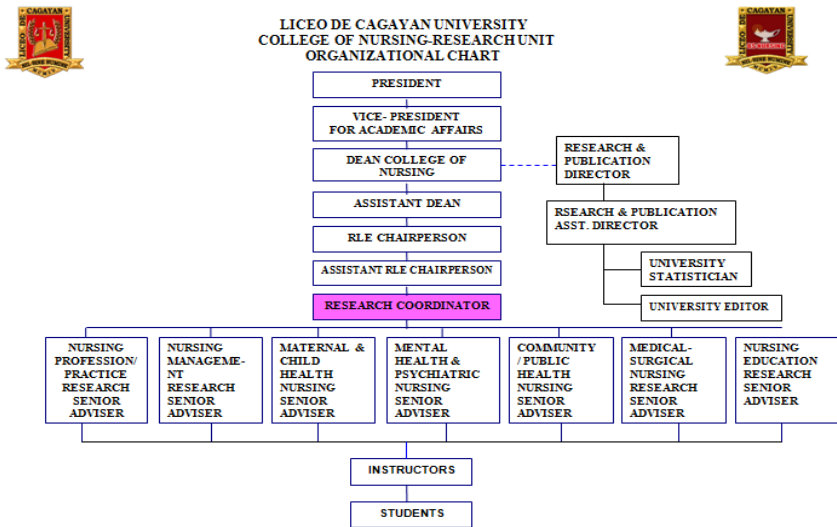 LICEO DE CAGAYAN UNIVERSITY
COLLEGE OF NURSING-RESEARCH UNIT
ORGANIZATIONAL CHART
PRESIDENT
VICE- PRESIDENT
FOR ACADEMIC AFFAIRS
DEAN COLLEGE OF
NURSING
RESEARCH &
PUBLICATION
DIRECTOR
ASSISTANT DEAN
RSEARCH & PUBLICATION
ASST. DIRECTOR
RLE CHAIRPERSON
ASSISTANT RLE CHAIRPERSON
UNIVERSITY
STATISTICIAN
RESEARCH COORDINATOR
UNIVERSITY EDITOR
NURSING
PROFESSION/
PRACTICE
RESEARCH
SENIOR
ADVISER
NURSING
MANAGEME-
NT
RESEARCH
SENIOR
ADVISER
MATERNAL &
CHILD
HEALTH
NURSING
SENIOR
ADVISER
MENTAL
HEALTH &
PSYCHIATRIC
NURSING
SENIOR
ADVISER
COMMUNITY
/ PUBLIC
HEALTH
NURSING
SENIOR
ADVISER
MEDICAL-
SURGICAL
NURSING
RESEARCH
SENIOR
ADVISER
NURSING
EDUCATION
RESEARCH
SENIOR
ADVISER
INSTRUCTORS
STUDENTS